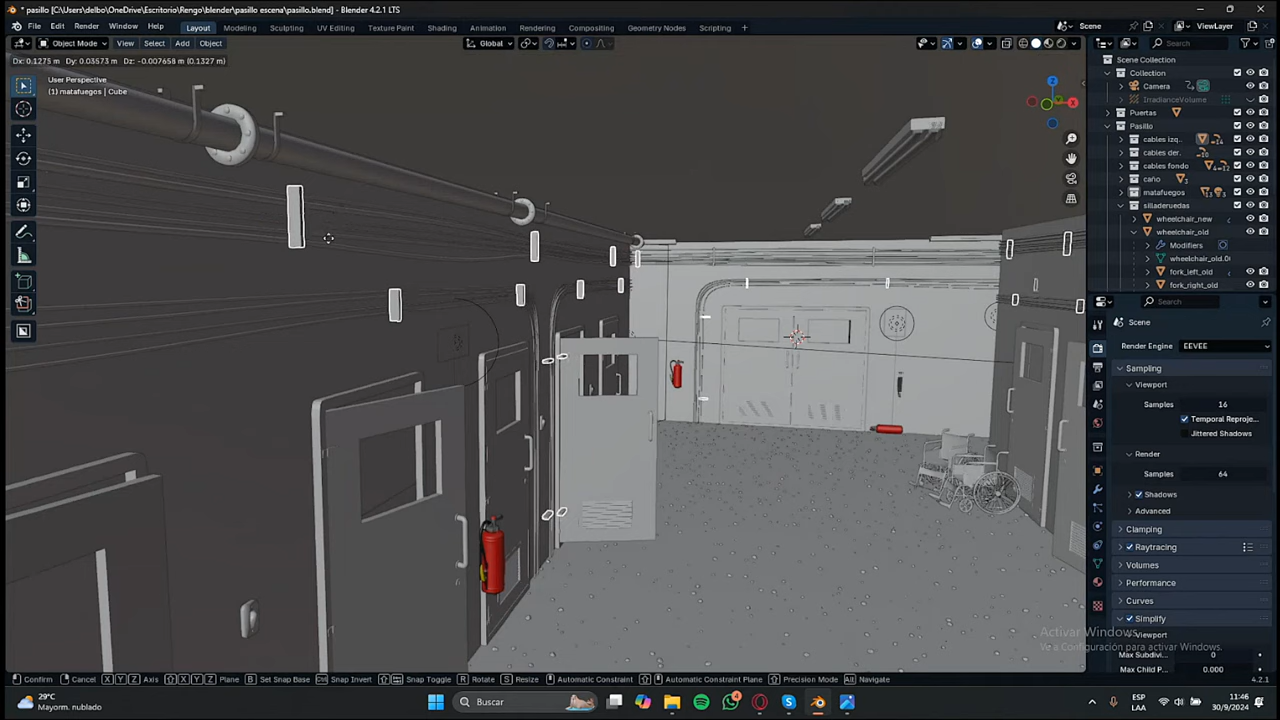 * pasillo [C:\Users\delbo\OneDrive\Escritorio\Rengo\blender\pasillo escena\pasillo.blend] - Blender 4.2.1 LTS
File Edit Render Window Help Layout Modeling Sculpting UV Editing Texture Paint Shading Animation Rendering Compositing Geometry Nodes Scripting Scene ViewLayer
Object Mode View Select Add Object Global Search
Dx: 0.1275 m Dy: 0.03573 m Dz: -0.007658 m (0.1327 m)
User Perspective
(1) matafuegos | Cube
Z
Y
X
Scene Collection
Collection
Camera
IrradianceVolume
Puertas
Pasillo
cables izq.
cables der.
cables fondo
caño
matafuegos
silladeruedas
wheelchair_new
wheelchair_old
Modifiers
wheelchair_old.0
fork_left_old
fork_right_old
Search
Scene
Render Engine EEVEE
Sampling
Viewport
Samples 16
Temporal Reproje...
Jittered Shadows
Render
Samples 64
Shadows
Advanced
Clamping
Raytracing
Volumes
Performance
Curves
Simplify
Viewport
Max Subdivi... 0
Max Child P... 0.000
Activar Windows
Ve a Configuración para activar Windows.
Confirm Cancel X Y Z Axis X Y Z Plane B Set Snap Base Ctrl Snap Invert Snap Toggle R Rotate S Resize Automatic Constraint Automatic Constraint Plane Precision Mode Alt Navigate 4.2.1
29°C
Mayorm. nublado
Buscar
4
ESP
LAA
11:46
30/9/2024